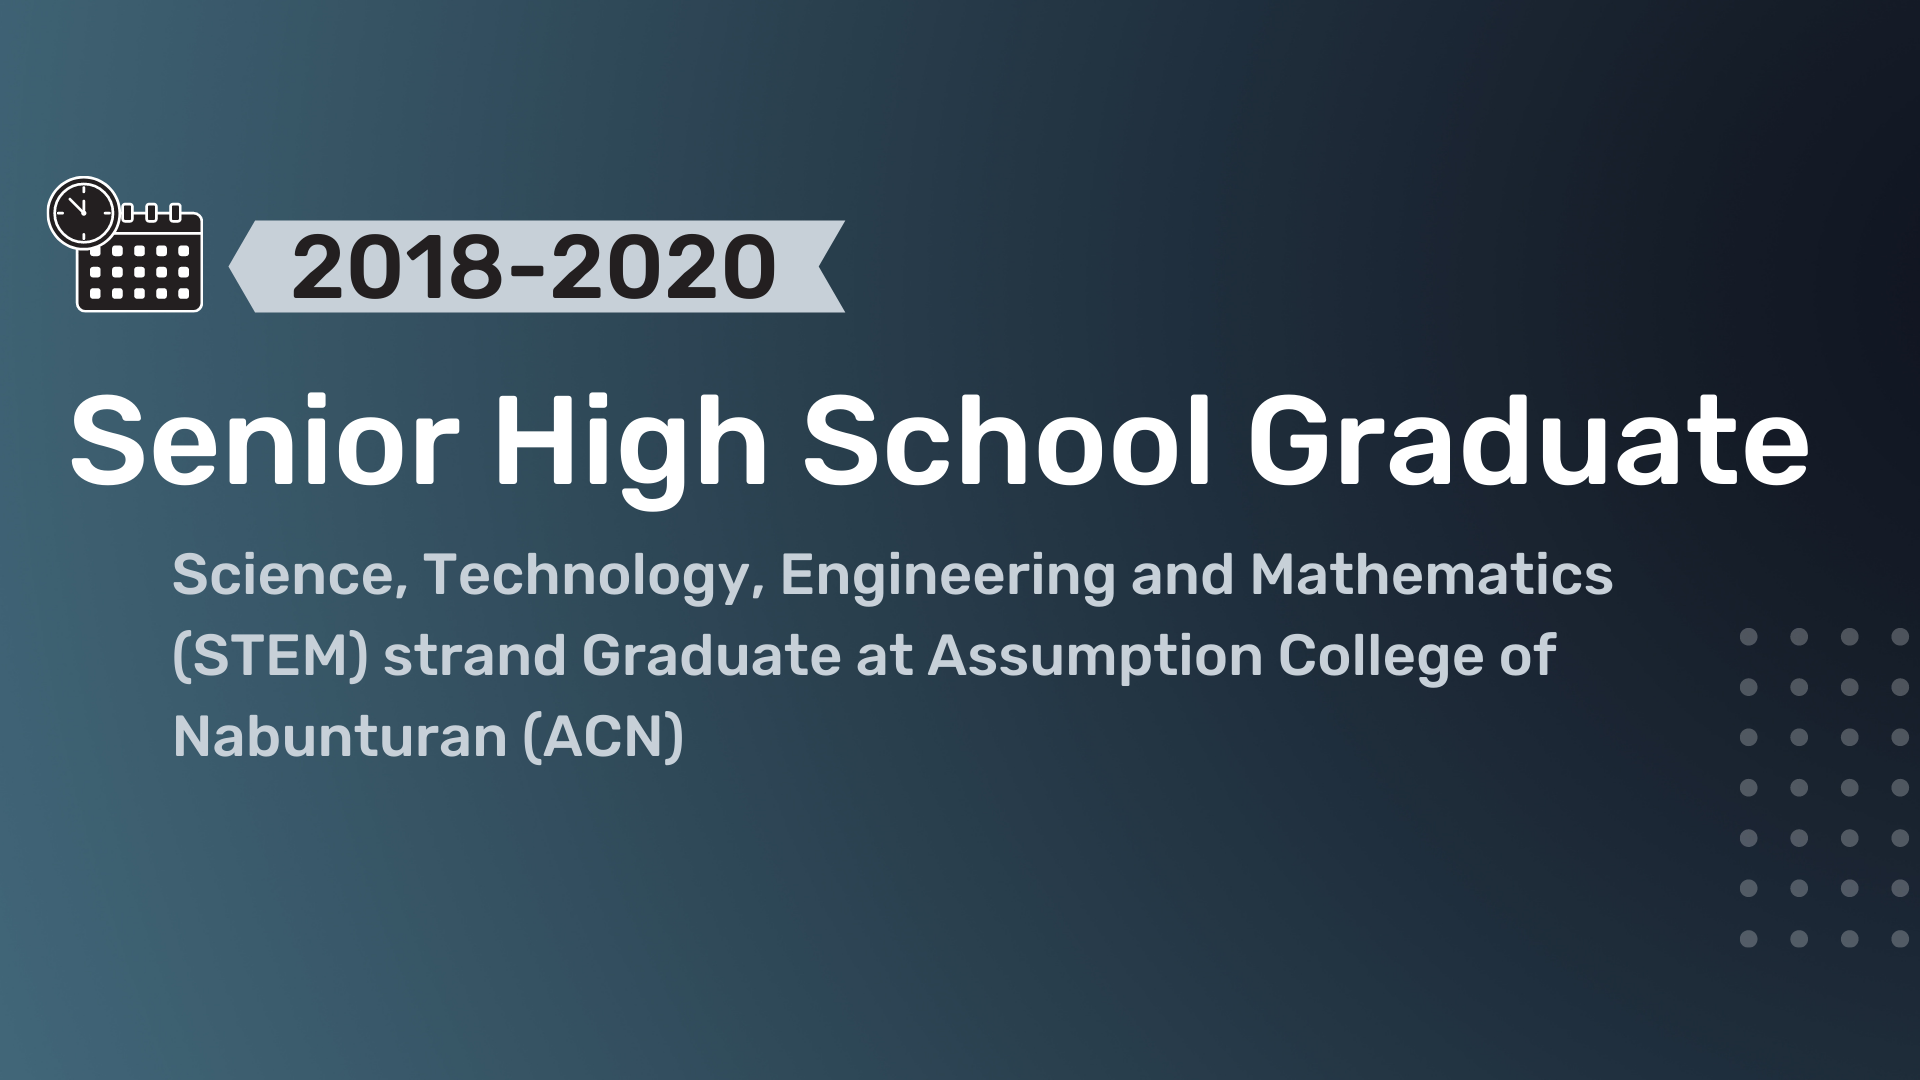 2018-2020
Senior High School Graduate
Science, Technology, Engineering and Mathematics
(STEM) strand Graduate at Assumption College of
Nabunturan (ACN)